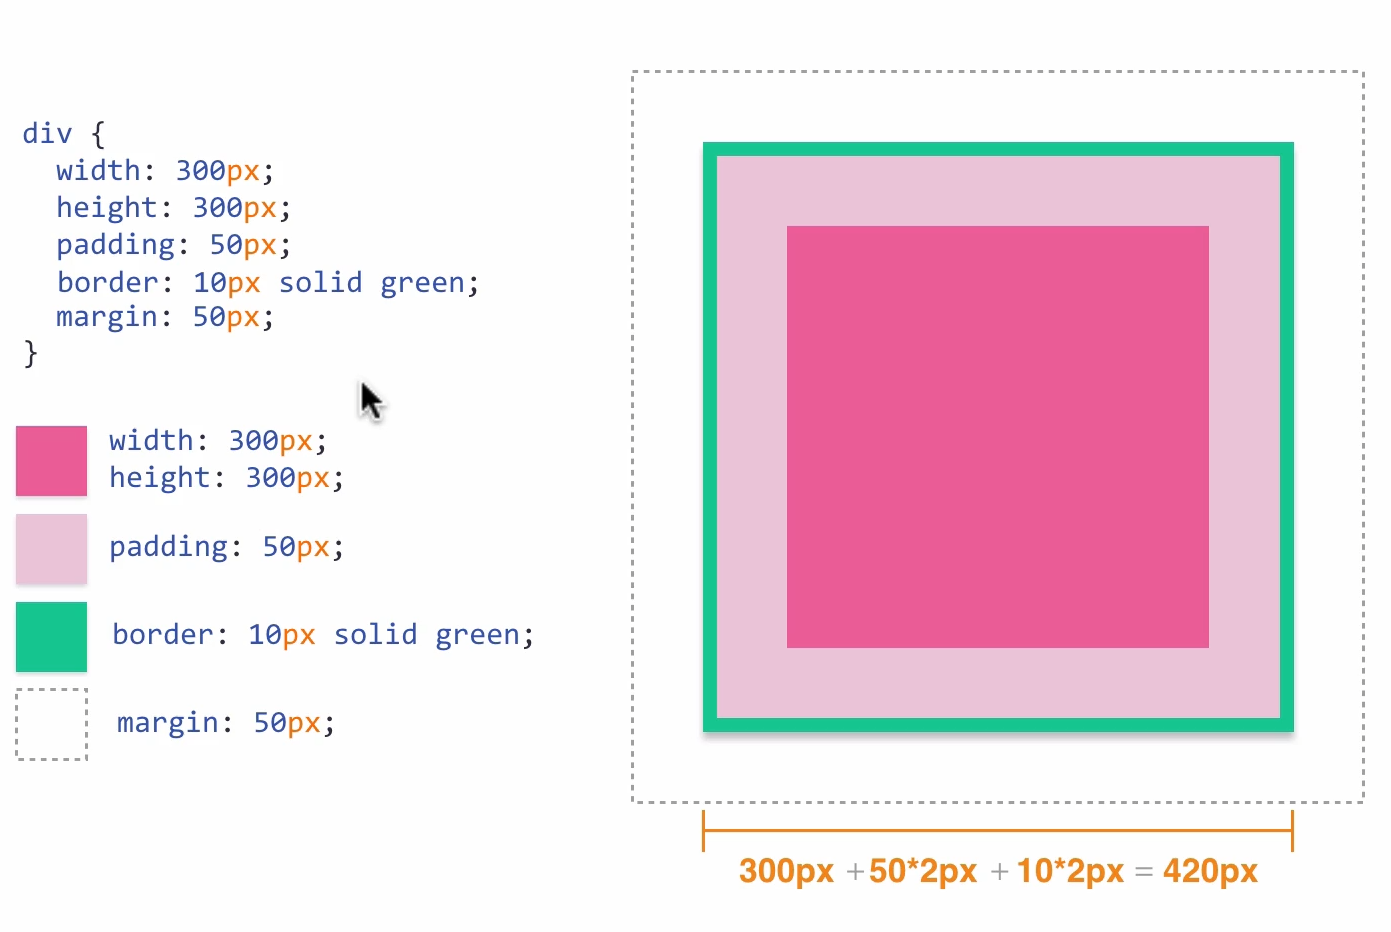 div {
width: 300px;
height: 300px;
padding: 50px;
border: 10px solid green;
margin: 50px;
}
width: 300px;
height: 300px;
padding: 50px;
border: 10px solid green;
margin: 50px;
300px +50*2px + 10*2px = 420px